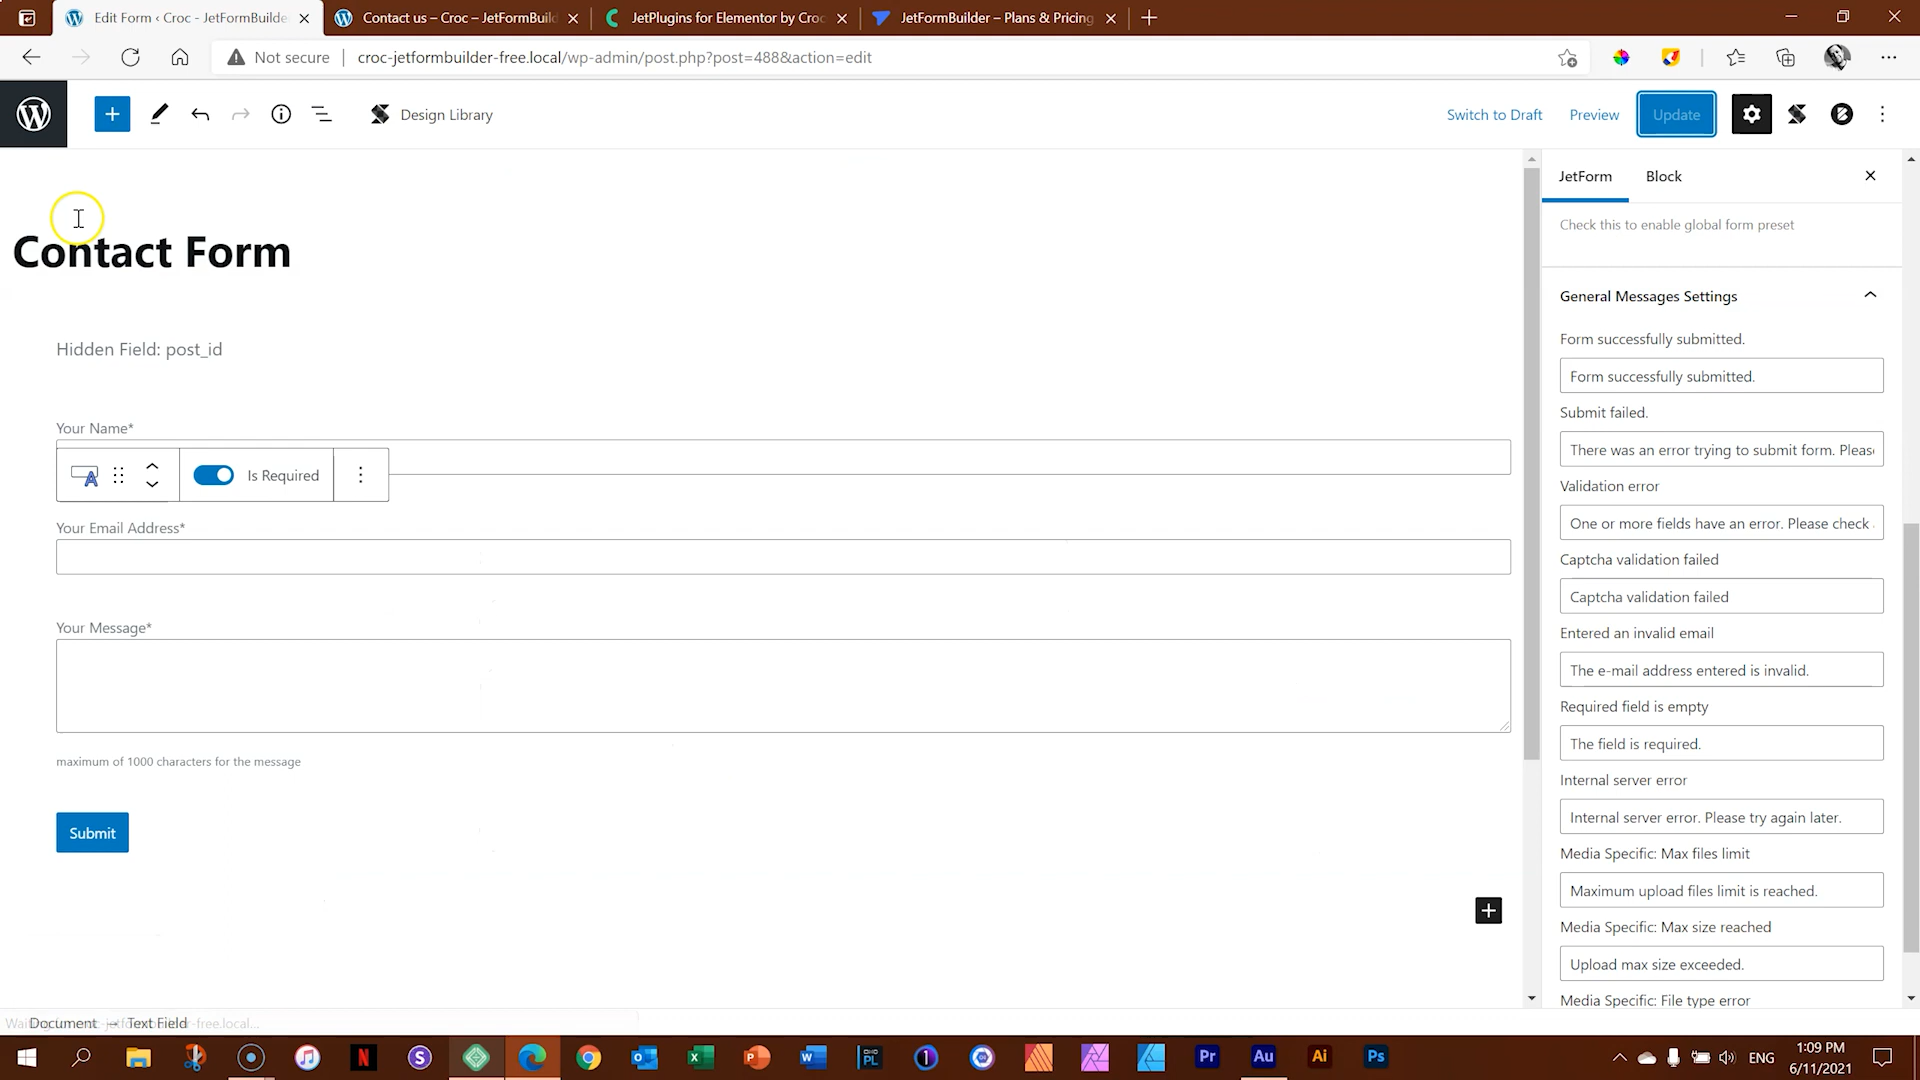 Edit Form ‹ Croc - JetFormBuilde
Contact us – Croc – JetFormBuild
JetPlugins for Elementor by Croc
JetFormBuilder – Plans & Pricing
Not secure
croc-jetformbuilder-free.local/wp-admin/post.php?post=488&action=edit
Design Library
Switch to Draft
Preview
Update
JetForm
Block
Check this to enable global form preset
Contact Form
General Messages Settings
Form successfully submitted.
Form successfully submitted.
Hidden Field: post_id
Submit failed.
Your Name*
There was an error trying to submit form. Pleas
Is Required
Validation error
One or more fields have an error. Please check
Your Email Address*
Captcha validation failed
Captcha validation failed
Your Message*
Entered an invalid email
The e-mail address entered is invalid.
Required field is empty
The field is required.
maximum of 1000 characters for the message
Internal server error
Internal server error. Please try again later.
Submit
Media Specific: Max files limit
Maximum upload files limit is reached.
Media Specific: Max size reached
Upload max size exceeded.
Media Specific: File type error
Document → Text Field
ENG
1:09 PM
6/11/2021